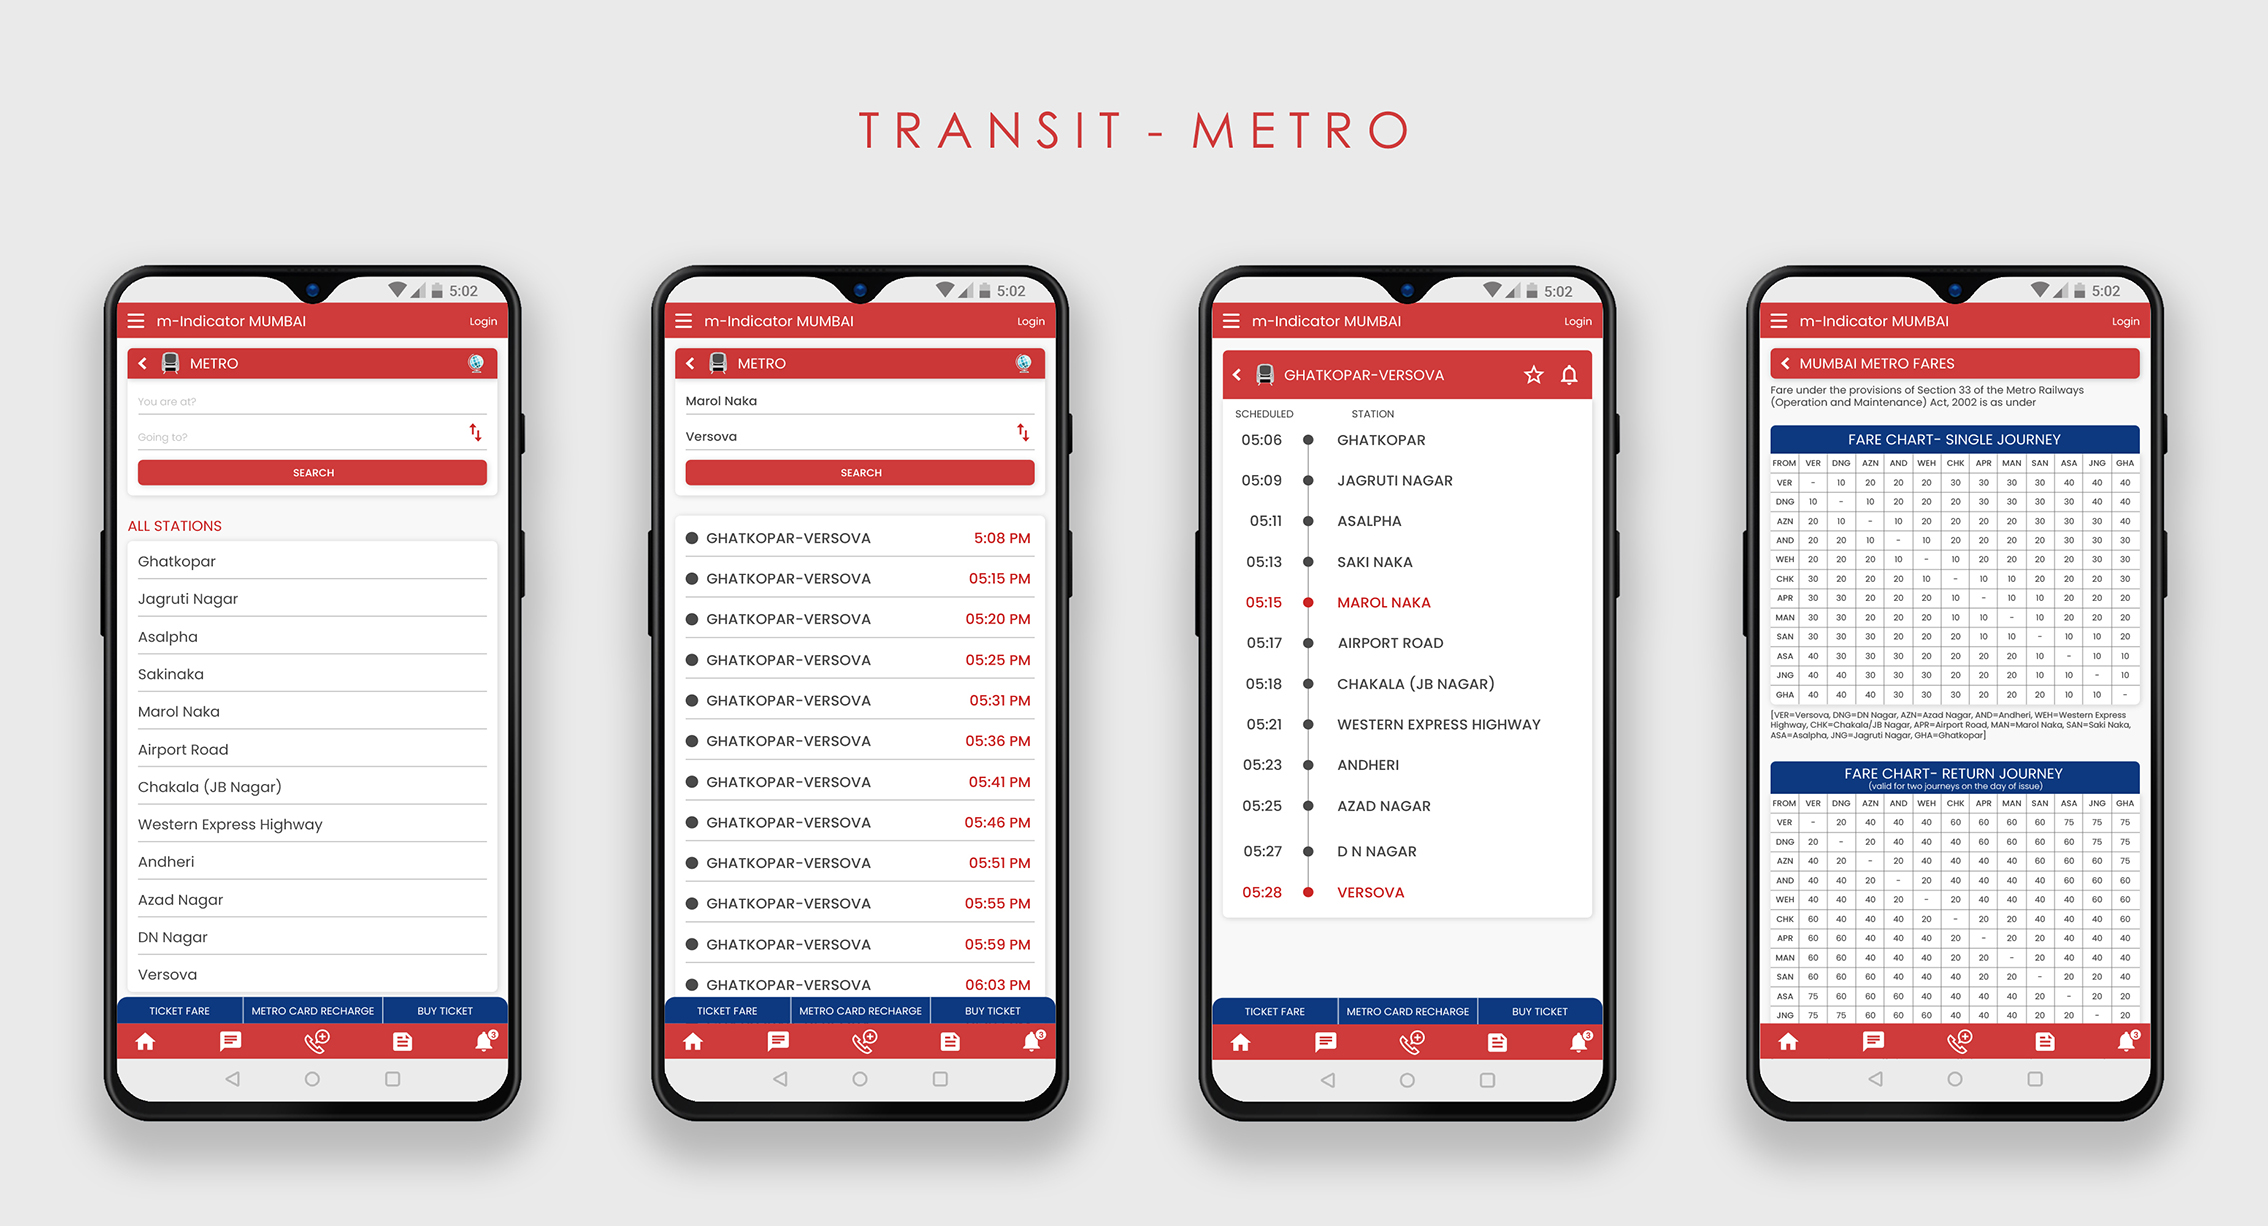 TRANSIT - METRO
5:02
m-Indicator MUMBAI Login
METRO
You are at?
Going to?
SEARCH
ALL STATIONS
Ghatkopar
Jagruti Nagar
Asalpha
Sakinaka
Marol Naka
Airport Road
Chakala (JB Nagar)
Western Express Highway
Andheri
Azad Nagar
DN Nagar
Versova
TICKET FARE METRO CARD RECHARGE BUY TICKET
3
5:02
m-Indicator MUMBAI Login
METRO
Marol Naka
Versova
SEARCH
GHATKOPAR-VERSOVA 5:08 PM
GHATKOPAR-VERSOVA 05:15 PM
GHATKOPAR-VERSOVA 05:20 PM
GHATKOPAR-VERSOVA 05:25 PM
GHATKOPAR-VERSOVA 05:31 PM
GHATKOPAR-VERSOVA 05:36 PM
GHATKOPAR-VERSOVA 05:41 PM
GHATKOPAR-VERSOVA 05:46 PM
GHATKOPAR-VERSOVA 05:51 PM
GHATKOPAR-VERSOVA 05:55 PM
GHATKOPAR-VERSOVA 05:59 PM
GHATKOPAR-VERSOVA 06:03 PM
TICKET FARE METRO CARD RECHARGE BUY TICKET
3
5:02
m-Indicator MUMBAI Login
GHATKOPAR-VERSOVA
SCHEDULED STATION
05:06 GHATKOPAR
05:09 JAGRUTI NAGAR
05:11 ASALPHA
05:13 SAKI NAKA
05:15 MAROL NAKA
05:17 AIRPORT ROAD
05:18 CHAKALA (JB NAGAR)
05:21 WESTERN EXPRESS HIGHWAY
05:23 ANDHERI
05:25 AZAD NAGAR
05:27 D N NAGAR
05:28 VERSOVA
TICKET FARE METRO CARD RECHARGE BUY TICKET
3
5:02
m-Indicator MUMBAI Login
MUMBAI METRO FARES
Fare under the provisions of Section 33 of the Metro Railways
(Operation and Maintenance) Act, 2002 is as under
FARE CHART- SINGLE JOURNEY
FROM VER DNG AZN AND WEH CHK APR MAN SAN ASA JNG GHA
VER - 10 20 20 20 30 30 30 30 40 40 40
DNG 10 - 10 20 20 20 30 30 30 30 40 40
AZN 20 10 - 10 20 20 20 20 30 30 30 40
AND 20 20 10 - 10 20 20 20 20 30 30 30
WEH 20 20 20 10 - 10 20 20 20 20 30 30
CHK 30 20 20 20 10 - 10 10 20 20 20 30
APR 30 30 20 20 20 10 - 10 10 20 20 20
MAN 30 30 20 20 20 10 10 - 10 20 20 20
SAN 30 30 30 20 20 20 10 10 - 10 10 20
ASA 40 30 30 30 20 20 20 20 10 - 10 10
JNG 40 40 30 30 30 20 20 20 10 10 - 10
GHA 40 40 40 30 30 30 20 20 20 10 10 -
[VER=Versova, DNG=DN Nagar, AZN=Azad Nagar, AND=Andheri, WEH=Western Express
Highway, CHK=Chakala/JB Nagar, APR=Airport Road, MAN=Marol Naka, SAN=Saki Naka,
ASA=Asalpha, JNG=Jagruti Nagar, GHA=Ghatkopar]
FARE CHART- RETURN JOURNEY
(valid for two journeys on the day of issue)
FROM VER DNG AZN AND WEH CHK APR MAN SAN ASA JNG GHA
VER - 20 40 40 40 60 60 60 60 75 75 75
DNG 20 - 20 40 40 40 60 60 60 60 75 75
AZN 40 20 - 20 40 40 40 40 60 60 60 75
AND 40 40 20 - 20 40 40 40 40 60 60 60
WEH 40 40 40 20 - 20 40 40 40 40 60 60
CHK 60 40 40 40 20 - 20 20 40 40 40 60
APR 60 60 40 40 40 20 - 20 20 40 40 40
MAN 60 60 40 40 40 20 20 - 20 40 40 40
SAN 60 60 60 40 40 40 20 20 - 20 20 40
ASA 75 60 60 60 40 40 40 40 20 - 20 20
JNG 75 75 60 60 60 40 40 40 20 20 - 20
3